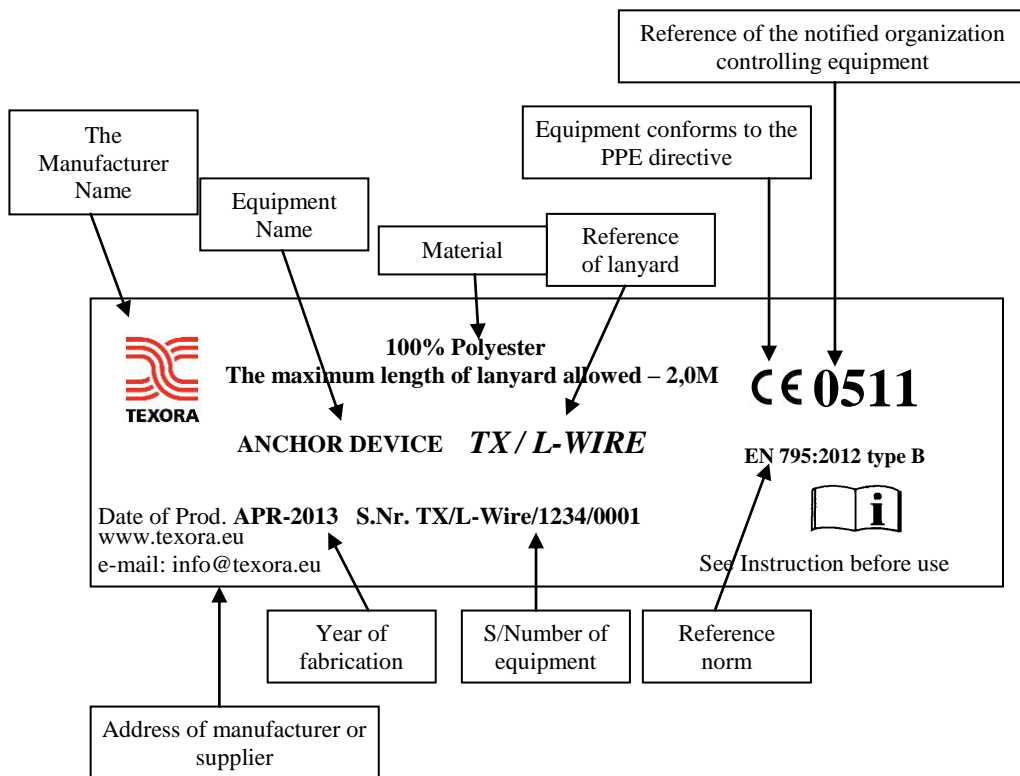 Reference of the notified organization
controlling equipment
The
Manufacturer
Name
Equipment conforms to the
PPE directive
Equipment
Name
Material
Reference
of lanyard
TEXORA
100% Polyester
The maximum length of lanyard allowed – 2,0M
CE 0511
ANCHOR DEVICE TX / L-WIRE
EN 795:2012 type B
i
Date of Prod. APR-2013 S.Nr. TX/L-Wire/1234/0001
www.texora.eu
e-mail: info@texora.eu
See Instruction before use
Year of
fabrication
S/Number of
equipment
Reference
norm
Address of manufacturer or
supplier